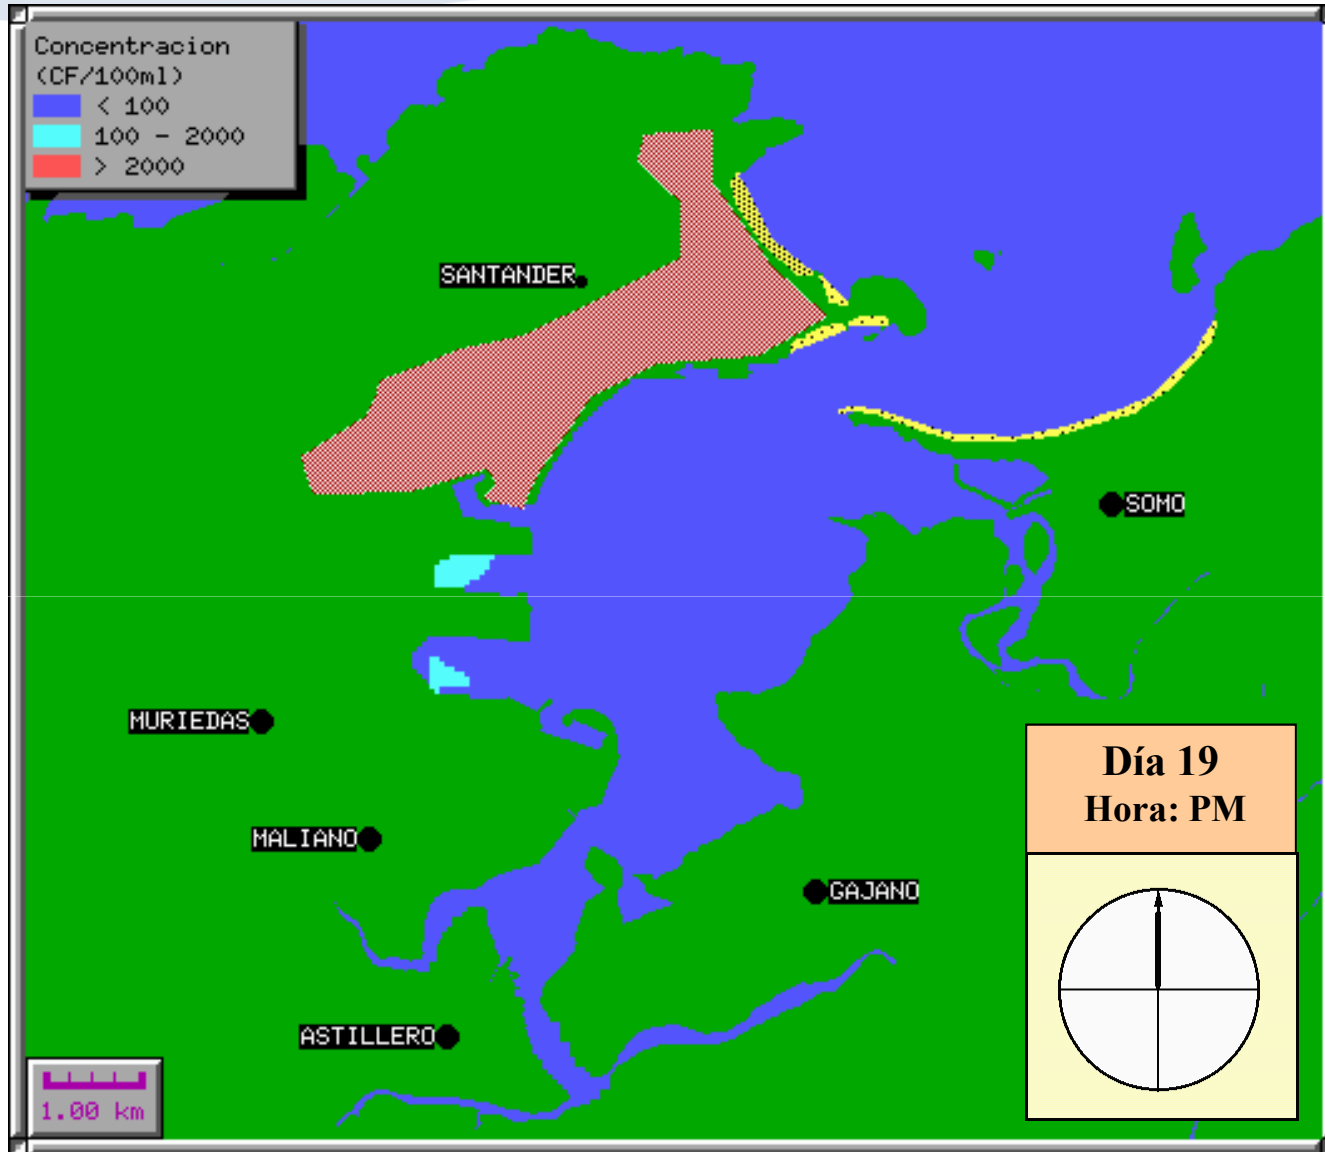 Concentracion
(CF/100ml)
< 100
100 - 2000
> 2000
SANTANDER
SOMO
MURIEDAS
Día 19
Hora: PM
MALIANO
GAJANO
ASTILLERO
1.00 km